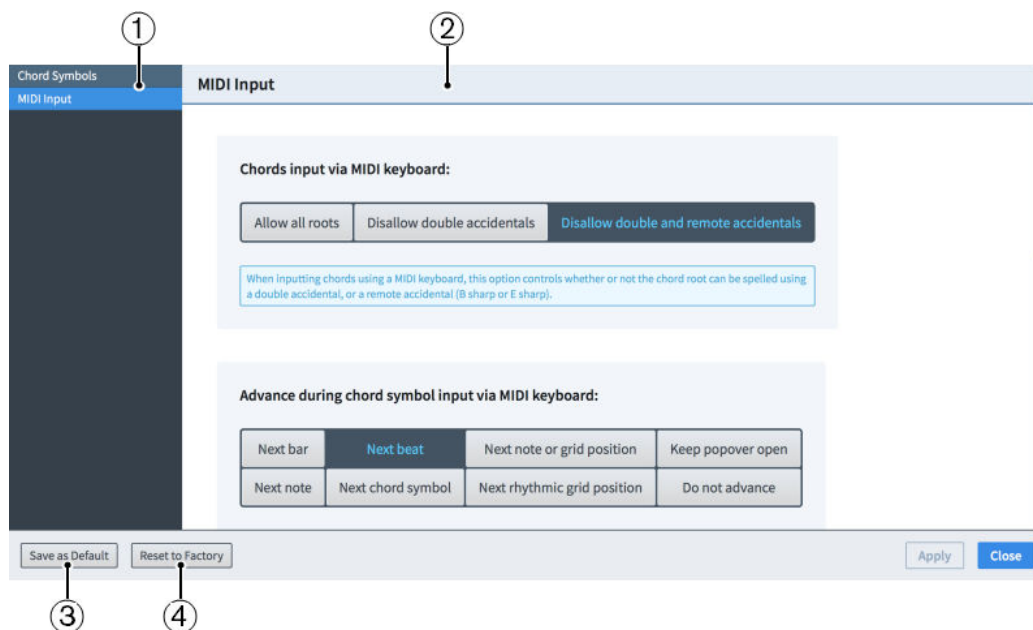 ① ②
Chord Symbols
MIDI Input
MIDI Input
Chords input via MIDI keyboard:
Allow all roots Disallow double accidentals Disallow double and remote accidentals
When inputting chords using a MIDI keyboard, this option controls whether or not the chord root can be spelled using
a double accidental, or a remote accidental (B sharp or E sharp).
Advance during chord symbol input via MIDI keyboard:
Next bar Next beat Next note or grid position Keep popover open
Next note Next chord symbol Next rhythmic grid position Do not advance
Save as Default Reset to Factory Apply Close
③ ④